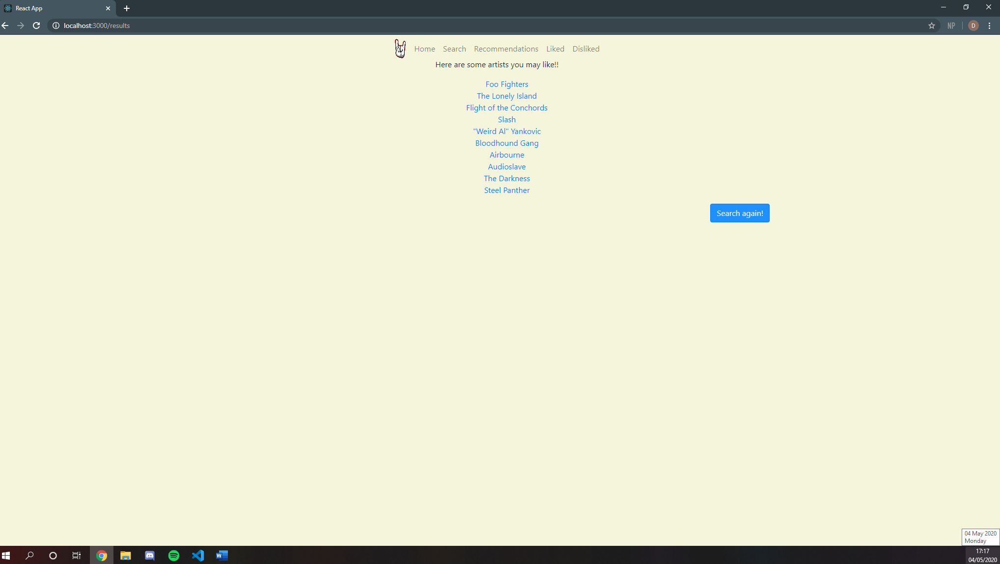 React App
localhost:3000/results
NP
D
Home Search Recommendations Liked Disliked
Here are some artists you may like!!
Foo Fighters
The Lonely Island
Flight of the Conchords
Slash
"Weird Al" Yankovic
Bloodhound Gang
Airbourne
Audioslave
The Darkness
Steel Panther
Search again!
04 May 2020
Monday
W
17:17
04/05/2020